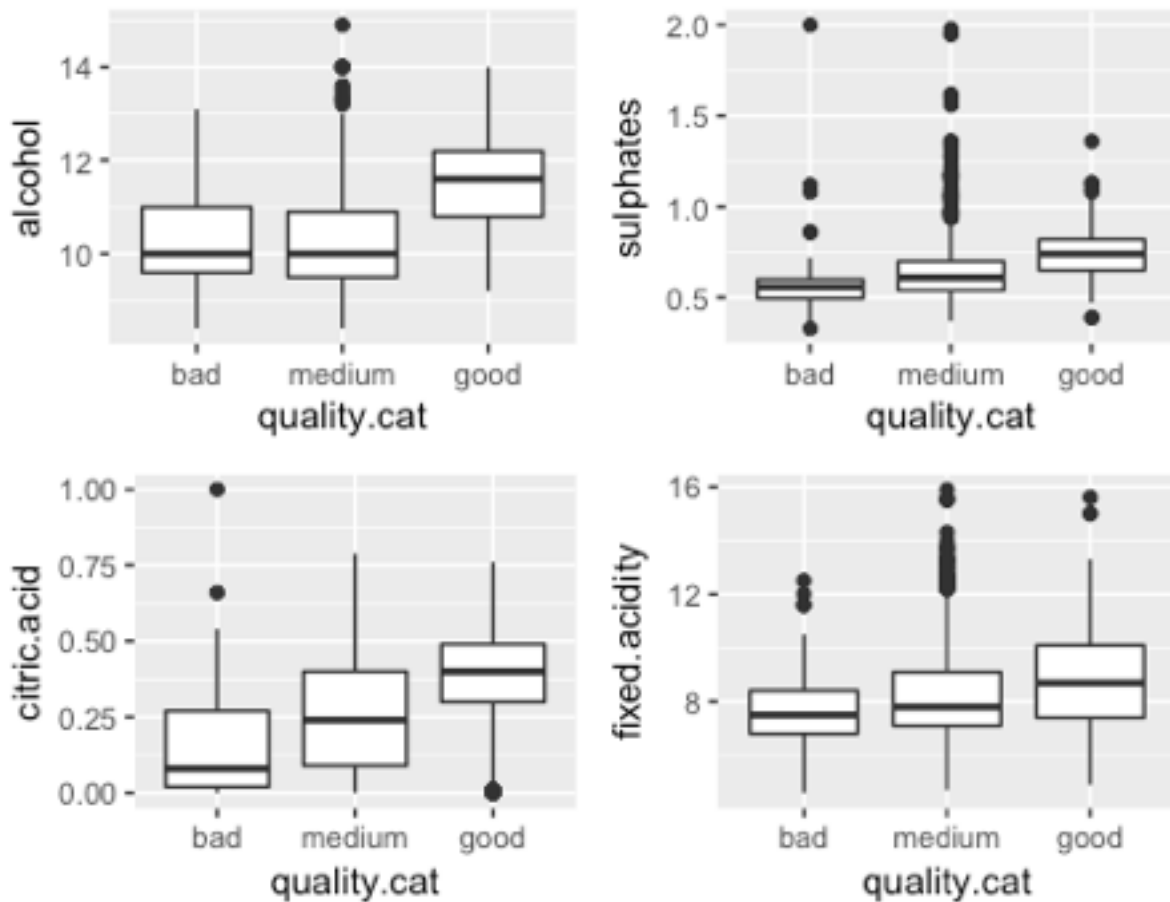 alcohol
14
12
10
bad medium good
quality.cat
sulphates
2.0
1.5
1.0
0.5
bad medium good
quality.cat
citric.acid
1.00
0.75
0.50
0.25
0.00
bad medium good
quality.cat
fixed.acidity
16
12
8
bad medium good
quality.cat